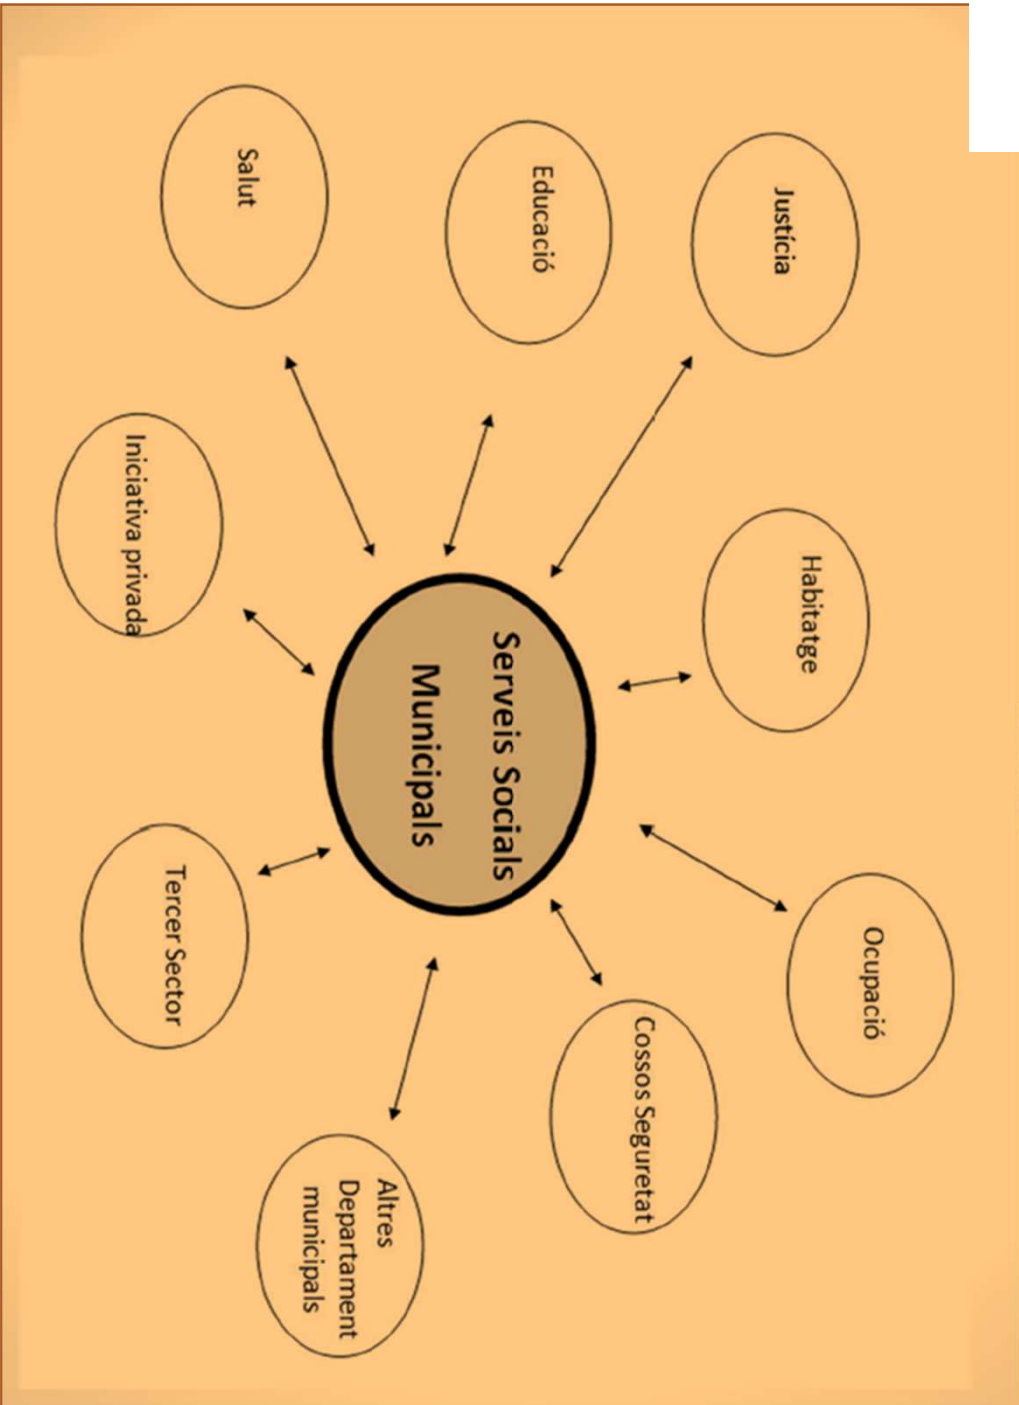 Justícia
Habitatge
Ocupació
Cossos Seguretat
Educació
Serveis Socials
Municipals
Altres
Departament
municipals
Salut
Tercer Sector
Iniciativa privada